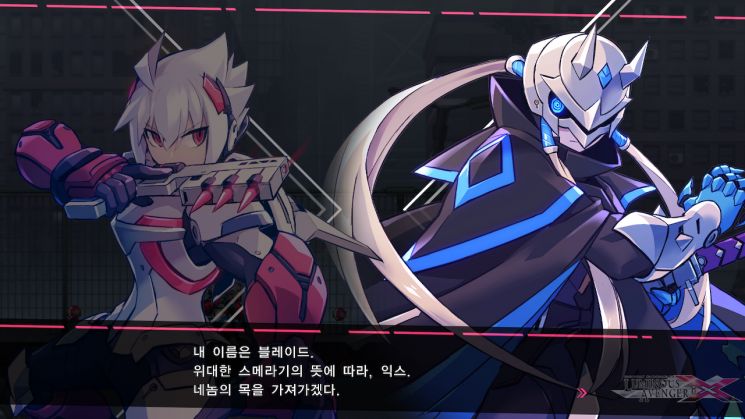 내 이름은 블레이드.
위대한 스메라기의 뜻에 따라, 익스.
네놈의 목을 가져가겠다.
LUMINOUS
AVENGER iX